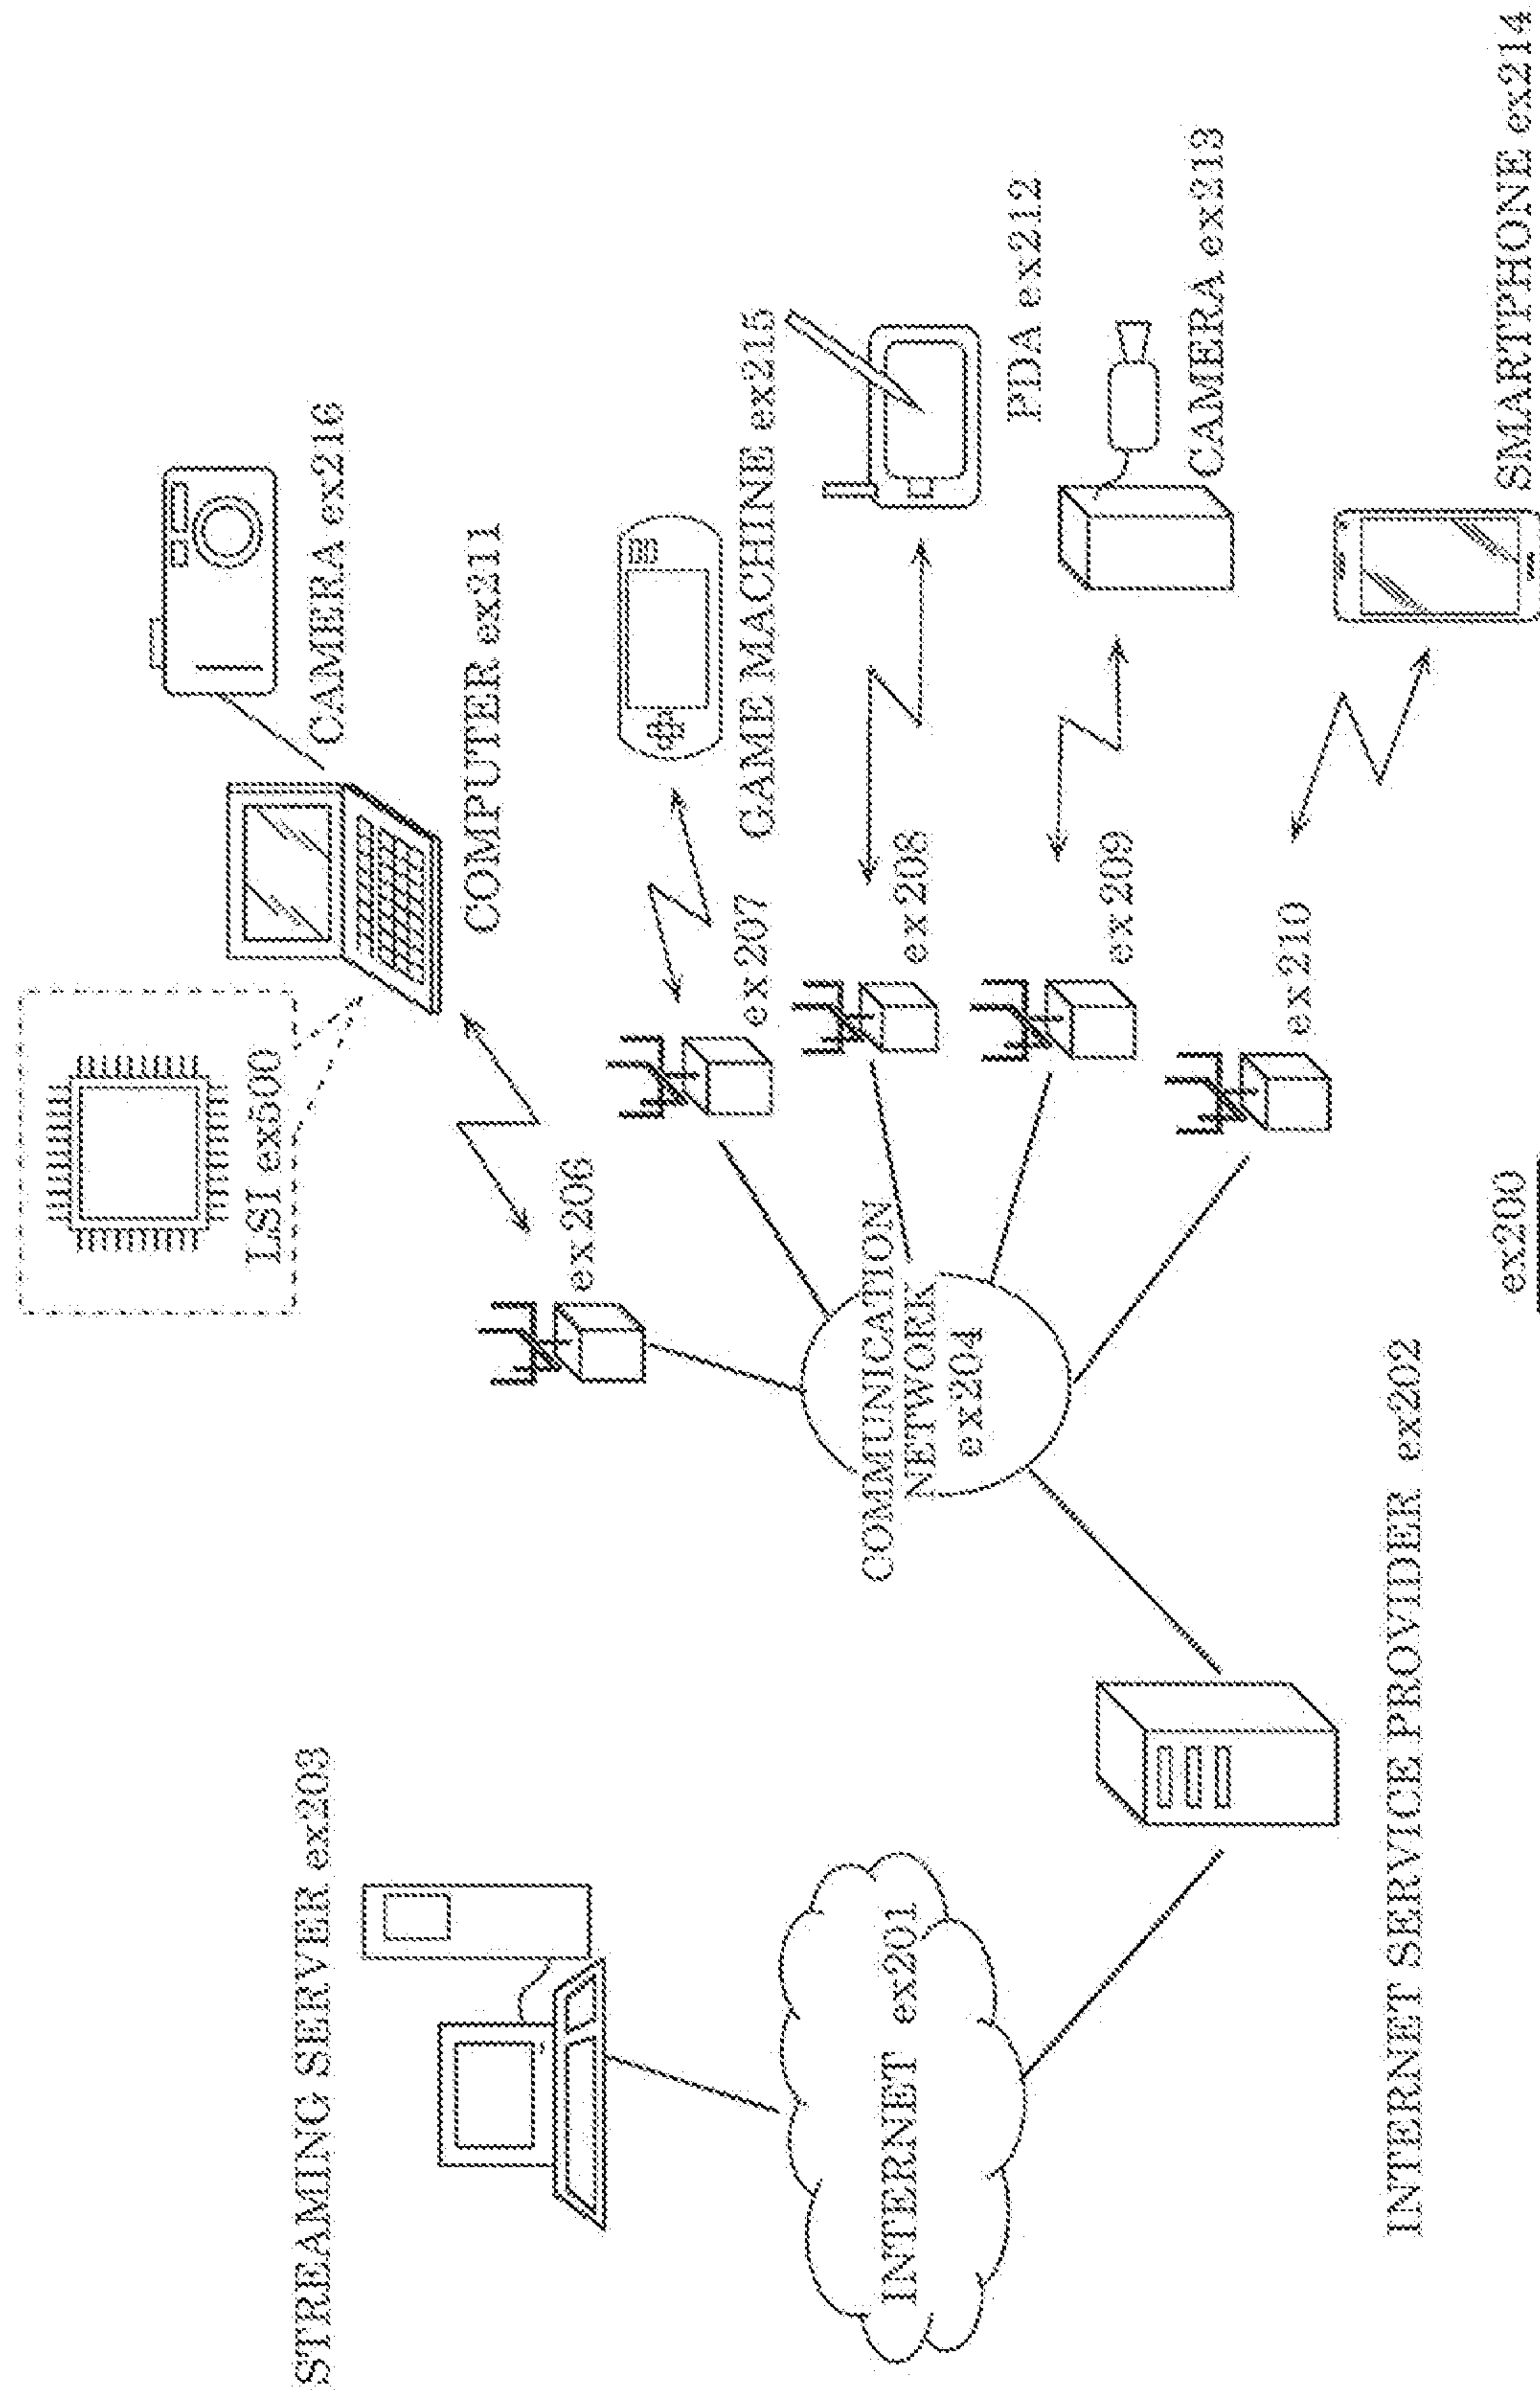 STREAMING SERVER ex203
INTERNET ex201
INTERNET SERVICE PROVIDER ex202
COMMUNICATION
NETWORK
ex204
LSI ex500
CAMERA ex216
COMPUTER ex211
ex206
ex207
GAME MACHINE ex215
ex208
PDA ex212
ex209
CAMERA ex213
ex210
SMARTPHONE ex214
ex200